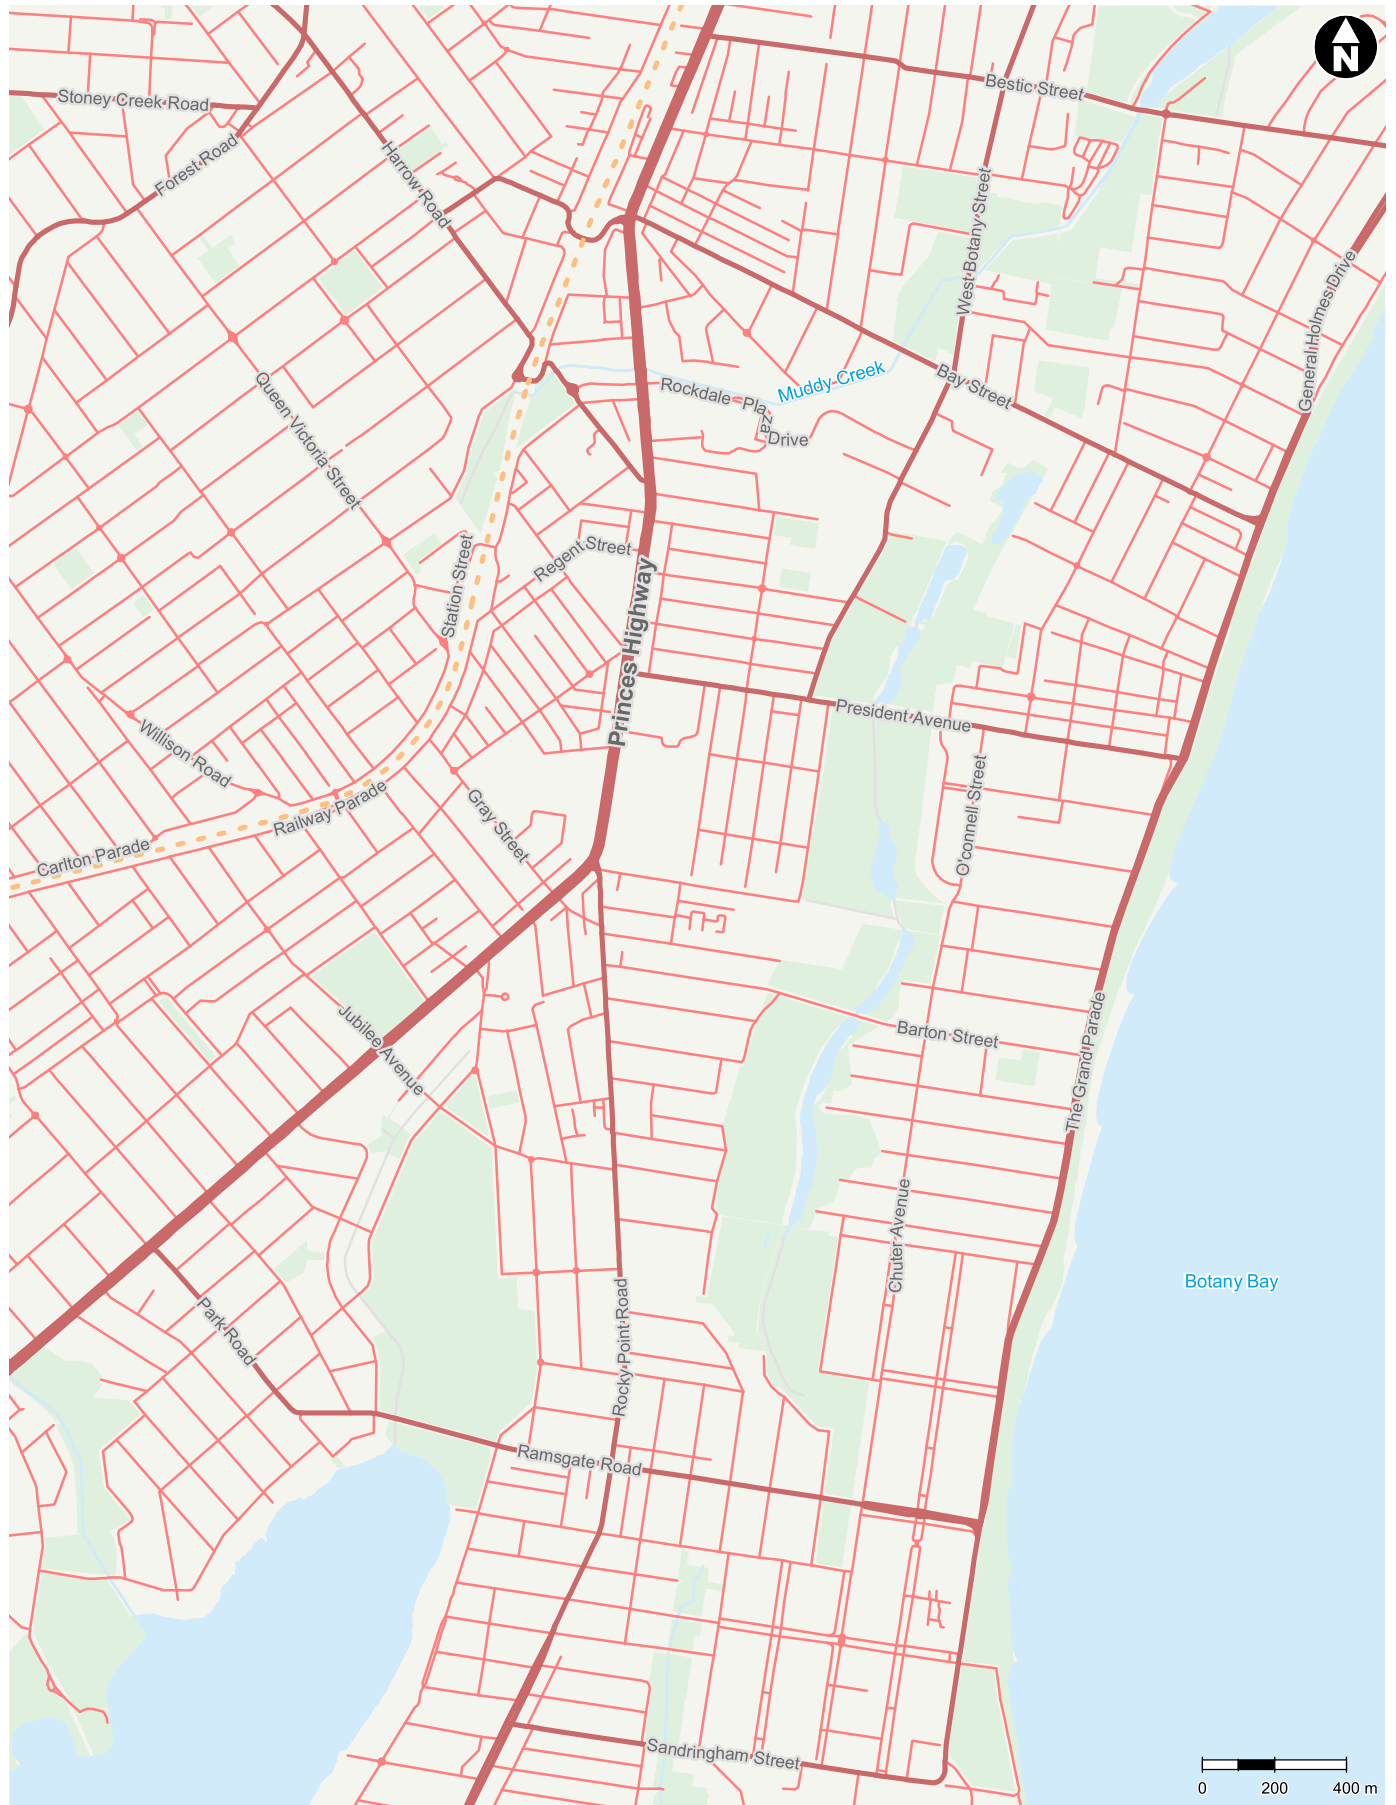 N
Bestic Street
Stoney Creek Road
Forest Road
Harrow Road
West Botany Street
General Holmes Drive
Muddy Creek
Bay Street
Rockdale Plaza Drive
Queen Victoria Street
Station Street
Regent Street
Princes Highway
President Avenue
Willison Road
Railway Parade
Carlton Parade
Gray Street
O'connell Street
Jubilee Avenue
Barton Street
The Grand Parade
Chuter Avenue
Botany Bay
Park Road
Rocky Point Road
Ramsgate Road
Sandringham Street
0 200 400 m